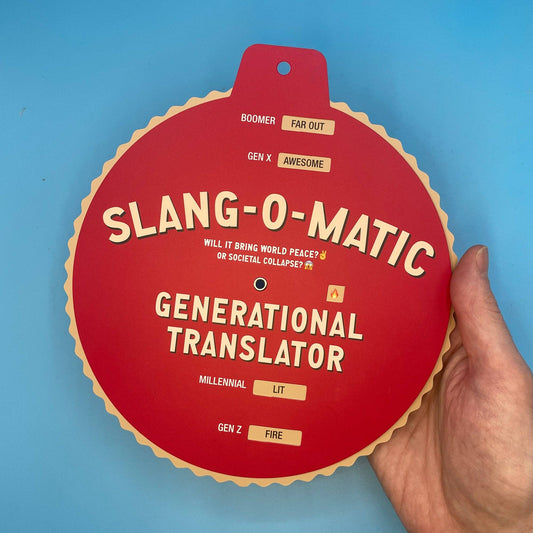 BOOMER FAR OUT
GEN X AWESOME
SLANG-O-MATIC
WILL IT BRING WORLD PEACE?✌️
OR SOCIETAL COLLAPSE?😱
🔥
GENERATIONAL
TRANSLATOR
MILLENNIAL LIT
GEN Z FIRE